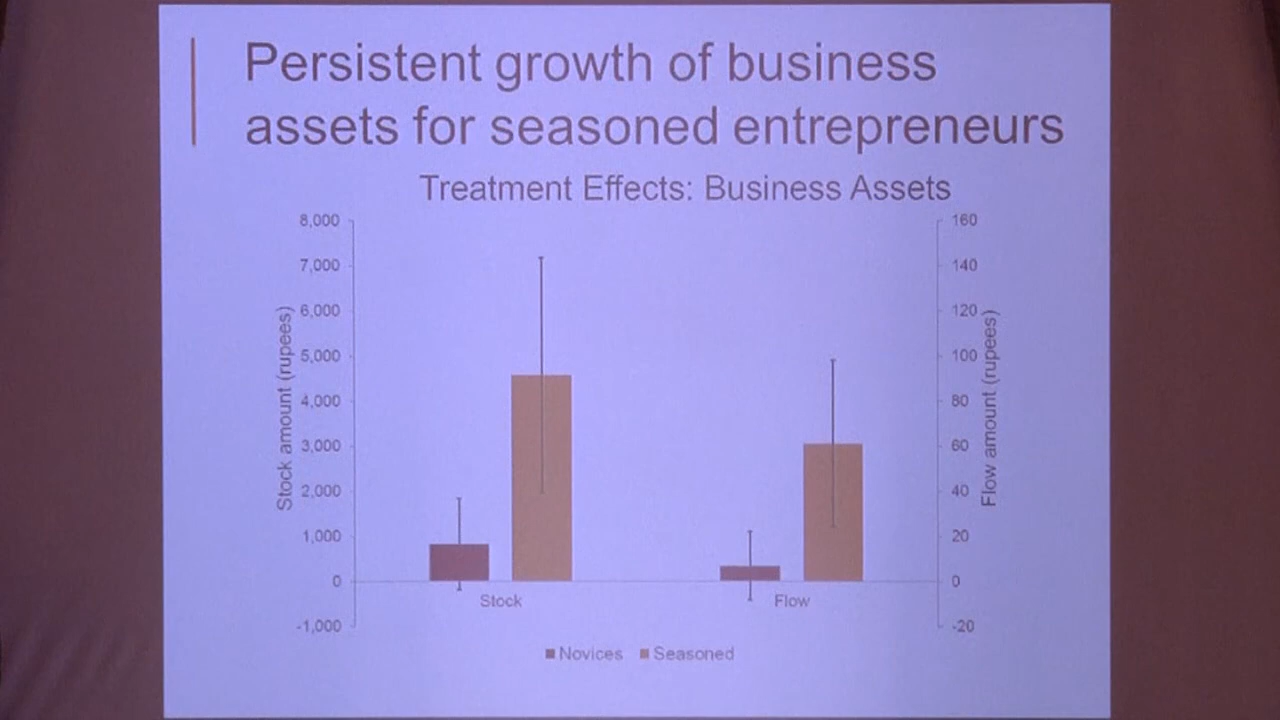 Persistent growth of business
assets for seasoned entrepreneurs
Treatment Effects: Business Assets
8,000
7,000
6,000
5,000
4,000
3,000
2,000
1,000
0
-1,000
Stock amount (rupees)
160
140
120
100
80
60
40
20
0
-20
Flow amount (rupees)
Stock
Flow
Novices
Seasoned